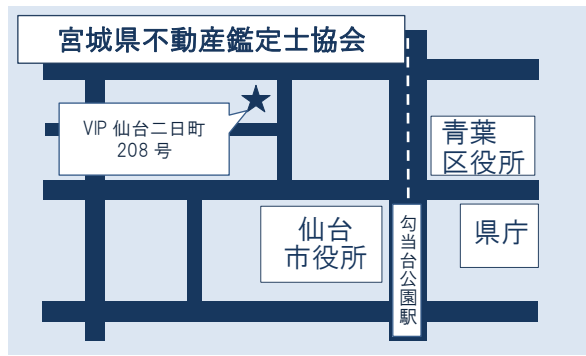 宮城県不動産鑑定士協会
VIP 仙台二日町
208 号
青葉
区役所
仙台
市役所
勾当台公園駅
県庁